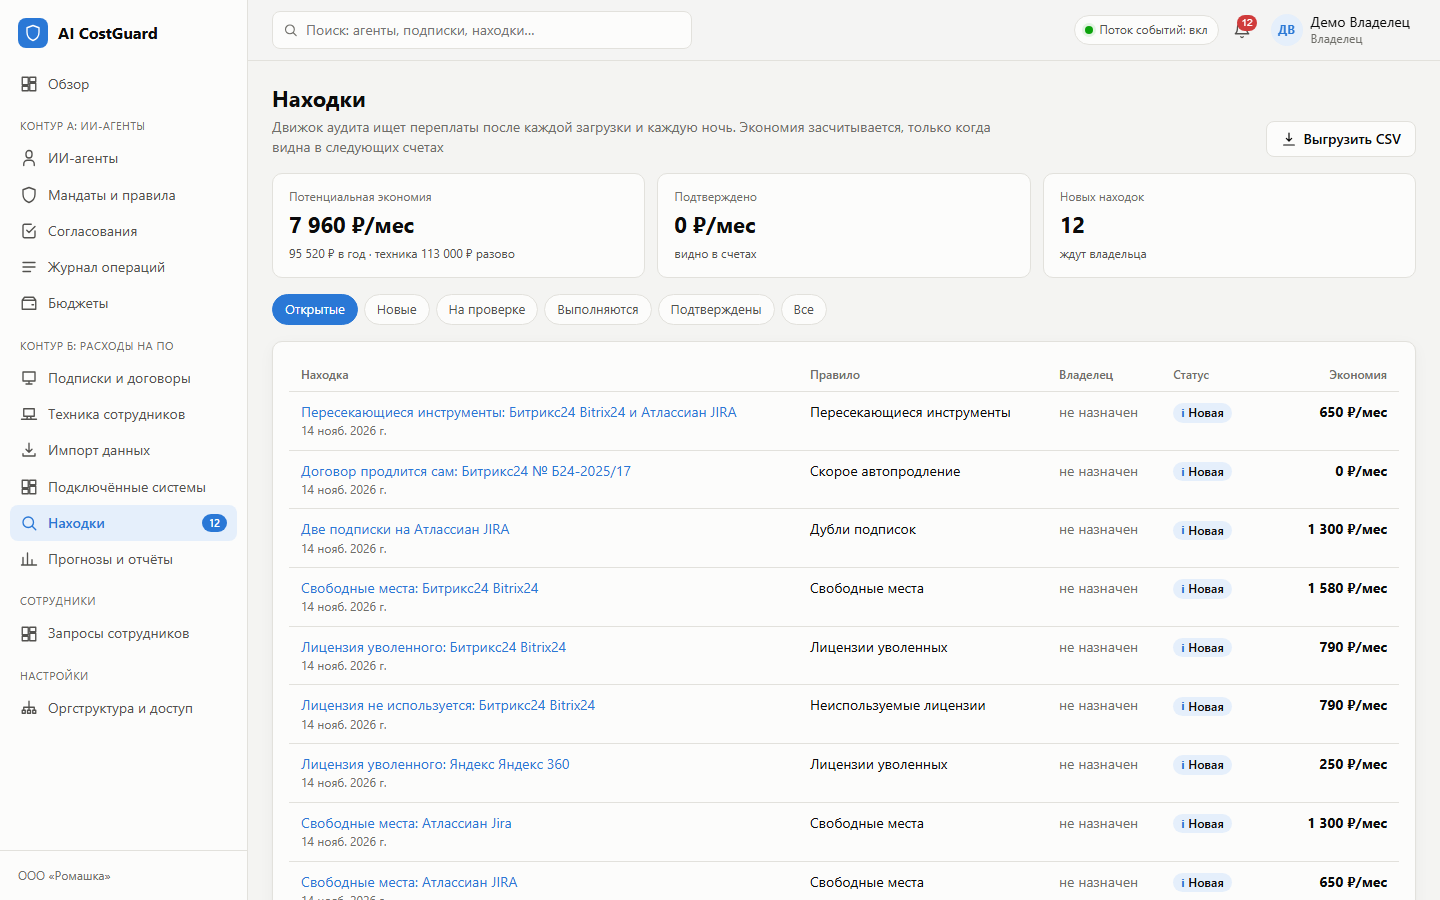 AI CostGuard
Поиск: агенты, подписки, находки...
Поток событий: вкл
12
ДВ
Демо Владелец
Владелец
Обзор
КОНТУР А: ИИ-АГЕНТЫ
ИИ-агенты
Мандаты и правила
Согласования
Журнал операций
Бюджеты
КОНТУР Б: РАСХОДЫ НА ПО
Подписки и договоры
Техника сотрудников
Импорт данных
Подключённые системы
Находки
12
Прогнозы и отчёты
СОТРУДНИКИ
Запросы сотрудников
НАСТРОЙКИ
Оргструктура и доступ
ООО «Ромашка»
Находки
Движок аудита ищет переплаты после каждой загрузки и каждую ночь. Экономия засчитывается, только когда
видна в следующих счетах
Выгрузить CSV
Потенциальная экономия
7 960 ₽/мес
95 520 ₽ в год · техника 113 000 ₽ разово
Подтверждено
0 ₽/мес
видно в счетах
Новых находок
12
ждут владельца
Открытые Новые На проверке Выполняются Подтверждены Все
Находка Правило Владелец Статус Экономия
Пересекающиеся инструменты: Битрикс24 Bitrix24 и Атлассиан JIRA Пересекающиеся инструменты не назначен i Новая 650 ₽/мес
14 нояб. 2026 г.
Договор продлится сам: Битрикс24 № Б24-2025/17 Скорое автопродление не назначен i Новая 0 ₽/мес
14 нояб. 2026 г.
Две подписки на Атлассиан JIRA Дубли подписок не назначен i Новая 1 300 ₽/мес
14 нояб. 2026 г.
Свободные места: Битрикс24 Bitrix24 Свободные места не назначен i Новая 1 580 ₽/мес
14 нояб. 2026 г.
Лицензия уволенного: Битрикс24 Bitrix24 Лицензии уволенных не назначен i Новая 790 ₽/мес
14 нояб. 2026 г.
Лицензия не используется: Битрикс24 Bitrix24 Неиспользуемые лицензии не назначен i Новая 790 ₽/мес
14 нояб. 2026 г.
Лицензия уволенного: Яндекс Яндекс 360 Лицензии уволенных не назначен i Новая 250 ₽/мес
14 нояб. 2026 г.
Свободные места: Атлассиан Jira Свободные места не назначен i Новая 1 300 ₽/мес
14 нояб. 2026 г.
Свободные места: Атлассиан JIRA Свободные места не назначен i Новая 650 ₽/мес
14 нояб. 2026 г.